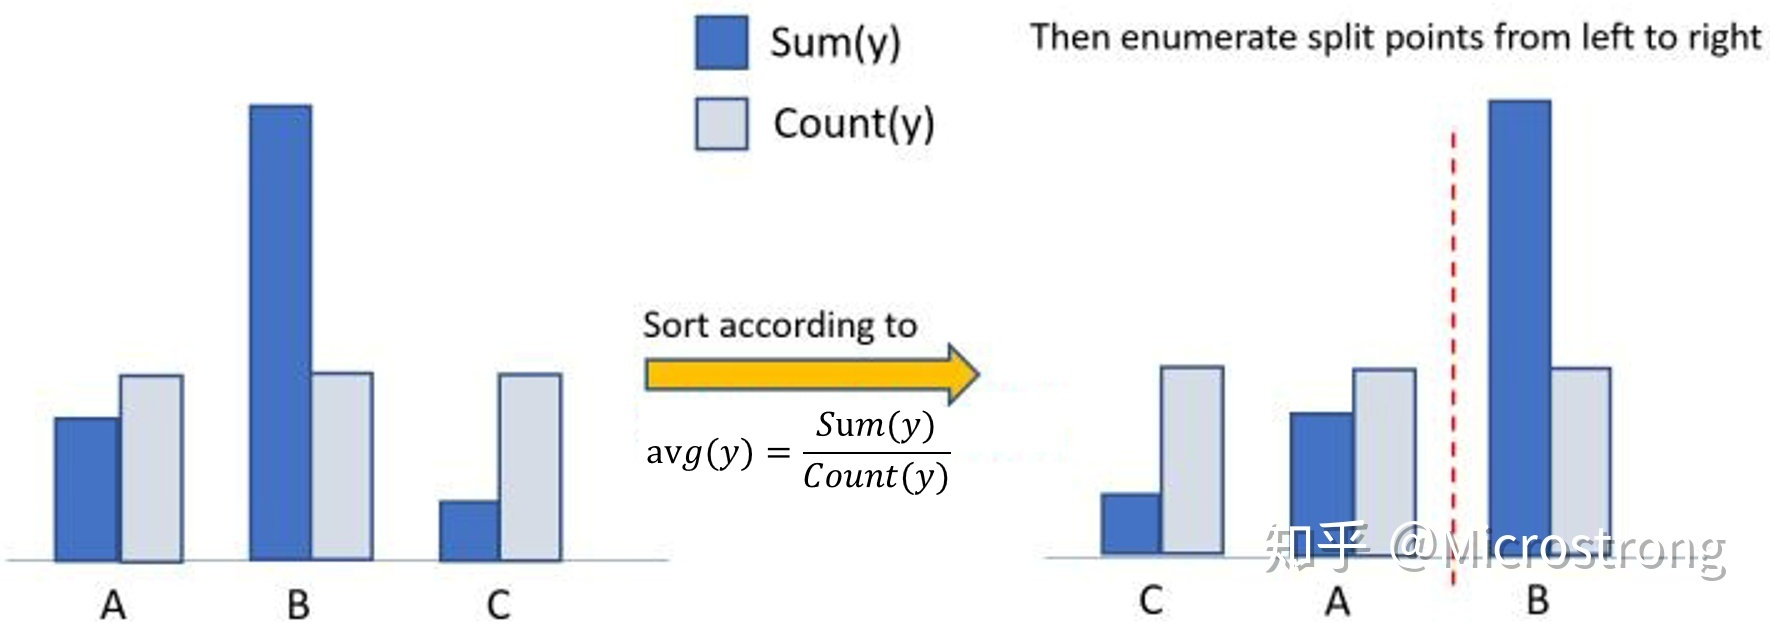 Sum(y)
Count(y)
Then enumerate split points from left to right
Sort according to
avg(y) = Sum(y) / Count(y)
A
B
C
C
A
B
知乎 @Microstrong